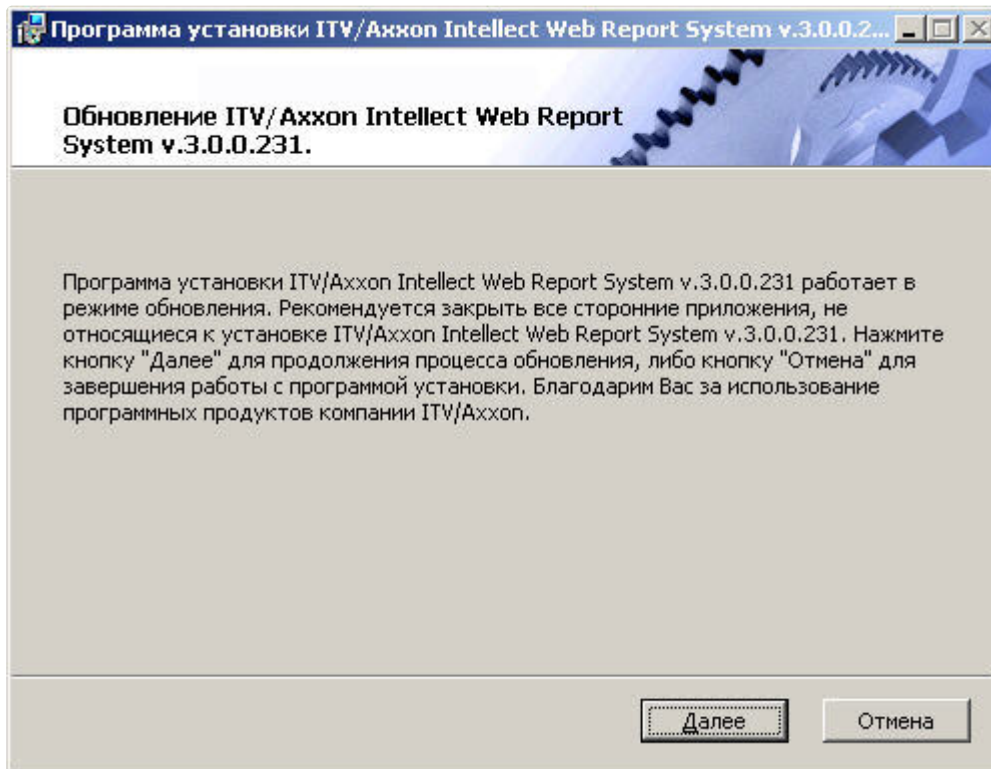 Программа установки ITV/Axxon Intellect Web Report System v.3.0.0.2...
Обновление ITV/Axxon Intellect Web Report
System v.3.0.0.231.
Программа установки ITV/Axxon Intellect Web Report System v.3.0.0.231 работает в
режиме обновления. Рекомендуется закрыть все сторонние приложения, не
относящиеся к установке ITV/Axxon Intellect Web Report System v.3.0.0.231. Нажмите
кнопку "Далее" для продолжения процесса обновления, либо кнопку "Отмена" для
завершения работы с программой установки. Благодарим Вас за использование
программных продуктов компании ITV/Axxon.
Далее
Отмена